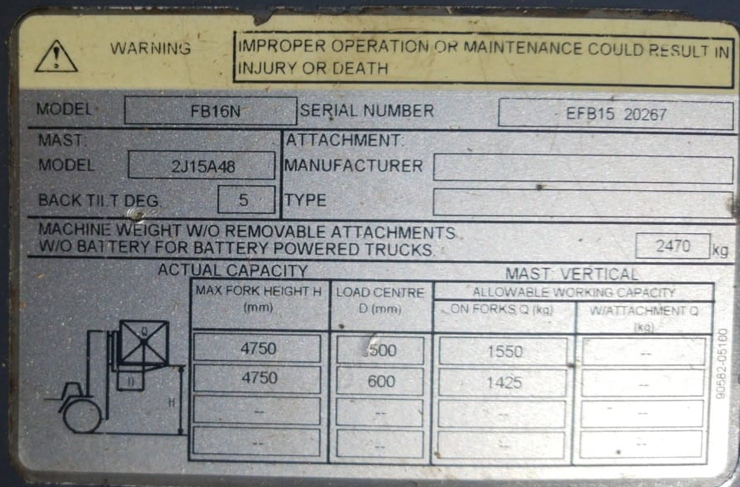 WARNING
IMPROPER OPERATION OR MAINTENANCE COULD RESULT IN
INJURY OR DEATH
MODEL FB16N SERIAL NUMBER EFB15 20267
MAST: ATTACHMENT:
MODEL 2J15A48 MANUFACTURER
BACK TILT DEG. 5 TYPE
MACHINE WEIGHT W/O REMOVABLE ATTACHMENTS
W/O BATTERY FOR BATTERY POWERED TRUCKS. 2470 kg
ACTUAL CAPACITY MAST: VERTICAL
MAX FORK HEIGHT H LOAD CENTRE ALLOWABLE WORKING CAPACITY
(mm) D (mm) ON FORKS Q (kg) W/ATTACHMENT Q
(kg)
4750 500 1550 --
4750 600 1425 --
-- -- -- --
-- -- -- --
Q
D
H
90582-05100